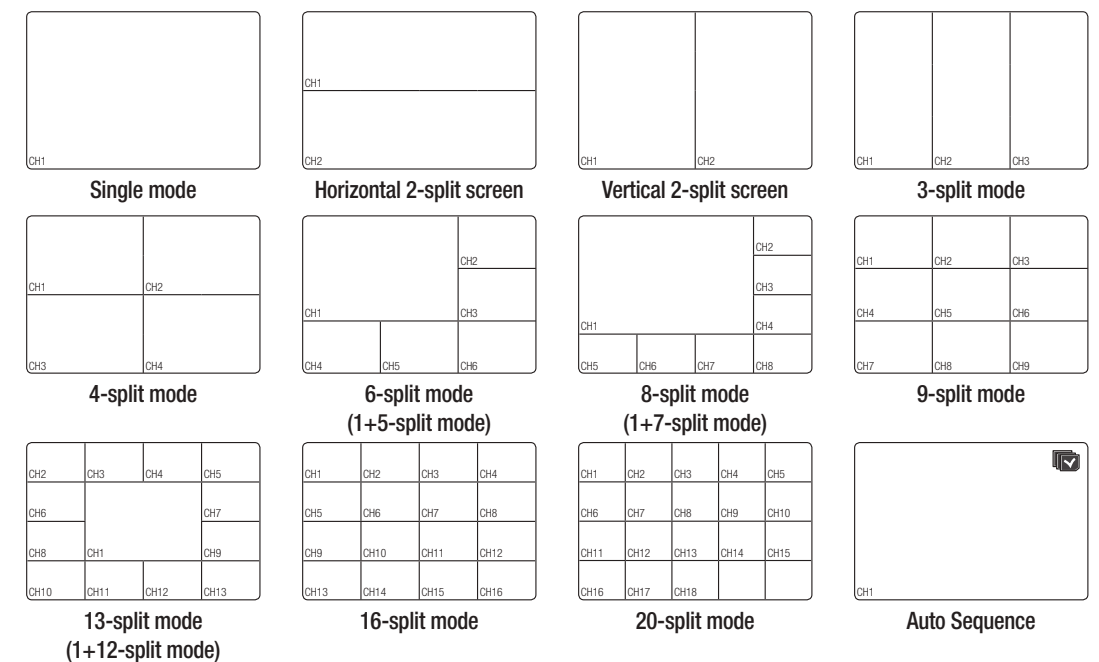 CH1
Single mode
CH1
CH2
Horizontal 2-split screen
CH1 CH2
Vertical 2-split screen
CH1 CH2 CH3
3-split mode
CH1 CH2
CH3 CH4
4-split mode
CH2
CH1 CH3
CH4 CH5 CH6
6-split mode
(1+5-split mode)
CH2
CH3
CH1 CH4
CH5 CH6 CH7 CH8
8-split mode
(1+7-split mode)
CH1 CH2 CH3
CH4 CH5 CH6
CH7 CH8 CH9
9-split mode
CH2 CH3 CH4 CH5
CH6 CH7
CH8 CH1 CH9
CH10 CH11 CH12 CH13
13-split mode
(1+12-split mode)
CH1 CH2 CH3 CH4
CH5 CH6 CH7 CH8
CH9 CH10 CH11 CH12
CH13 CH14 CH15 CH16
16-split mode
CH1 CH2 CH3 CH4 CH5
CH6 CH7 CH8 CH9 CH10
CH11 CH12 CH13 CH14 CH15
CH16 CH17 CH18
20-split mode
CH1
Auto Sequence